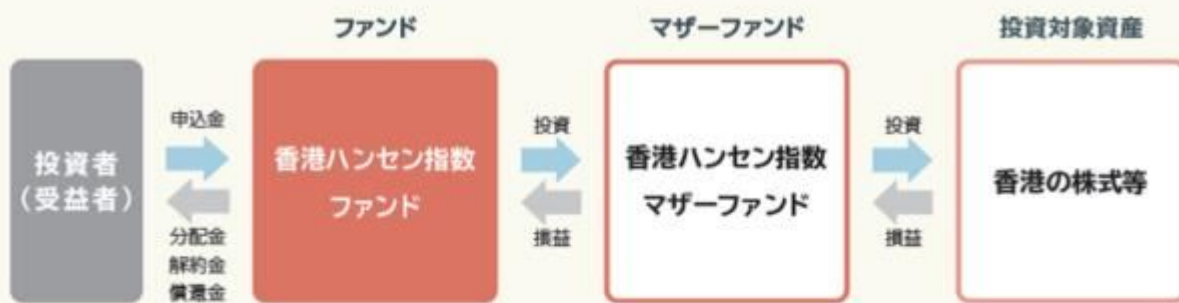 ファンド
マザーファンド
投資対象資産
投資者
(受益者)
申込金
分配金
解約金
償還金
香港ハンセン指数
ファンド
投資
損益
香港ハンセン指数
マザーファンド
投資
損益
香港の株式等